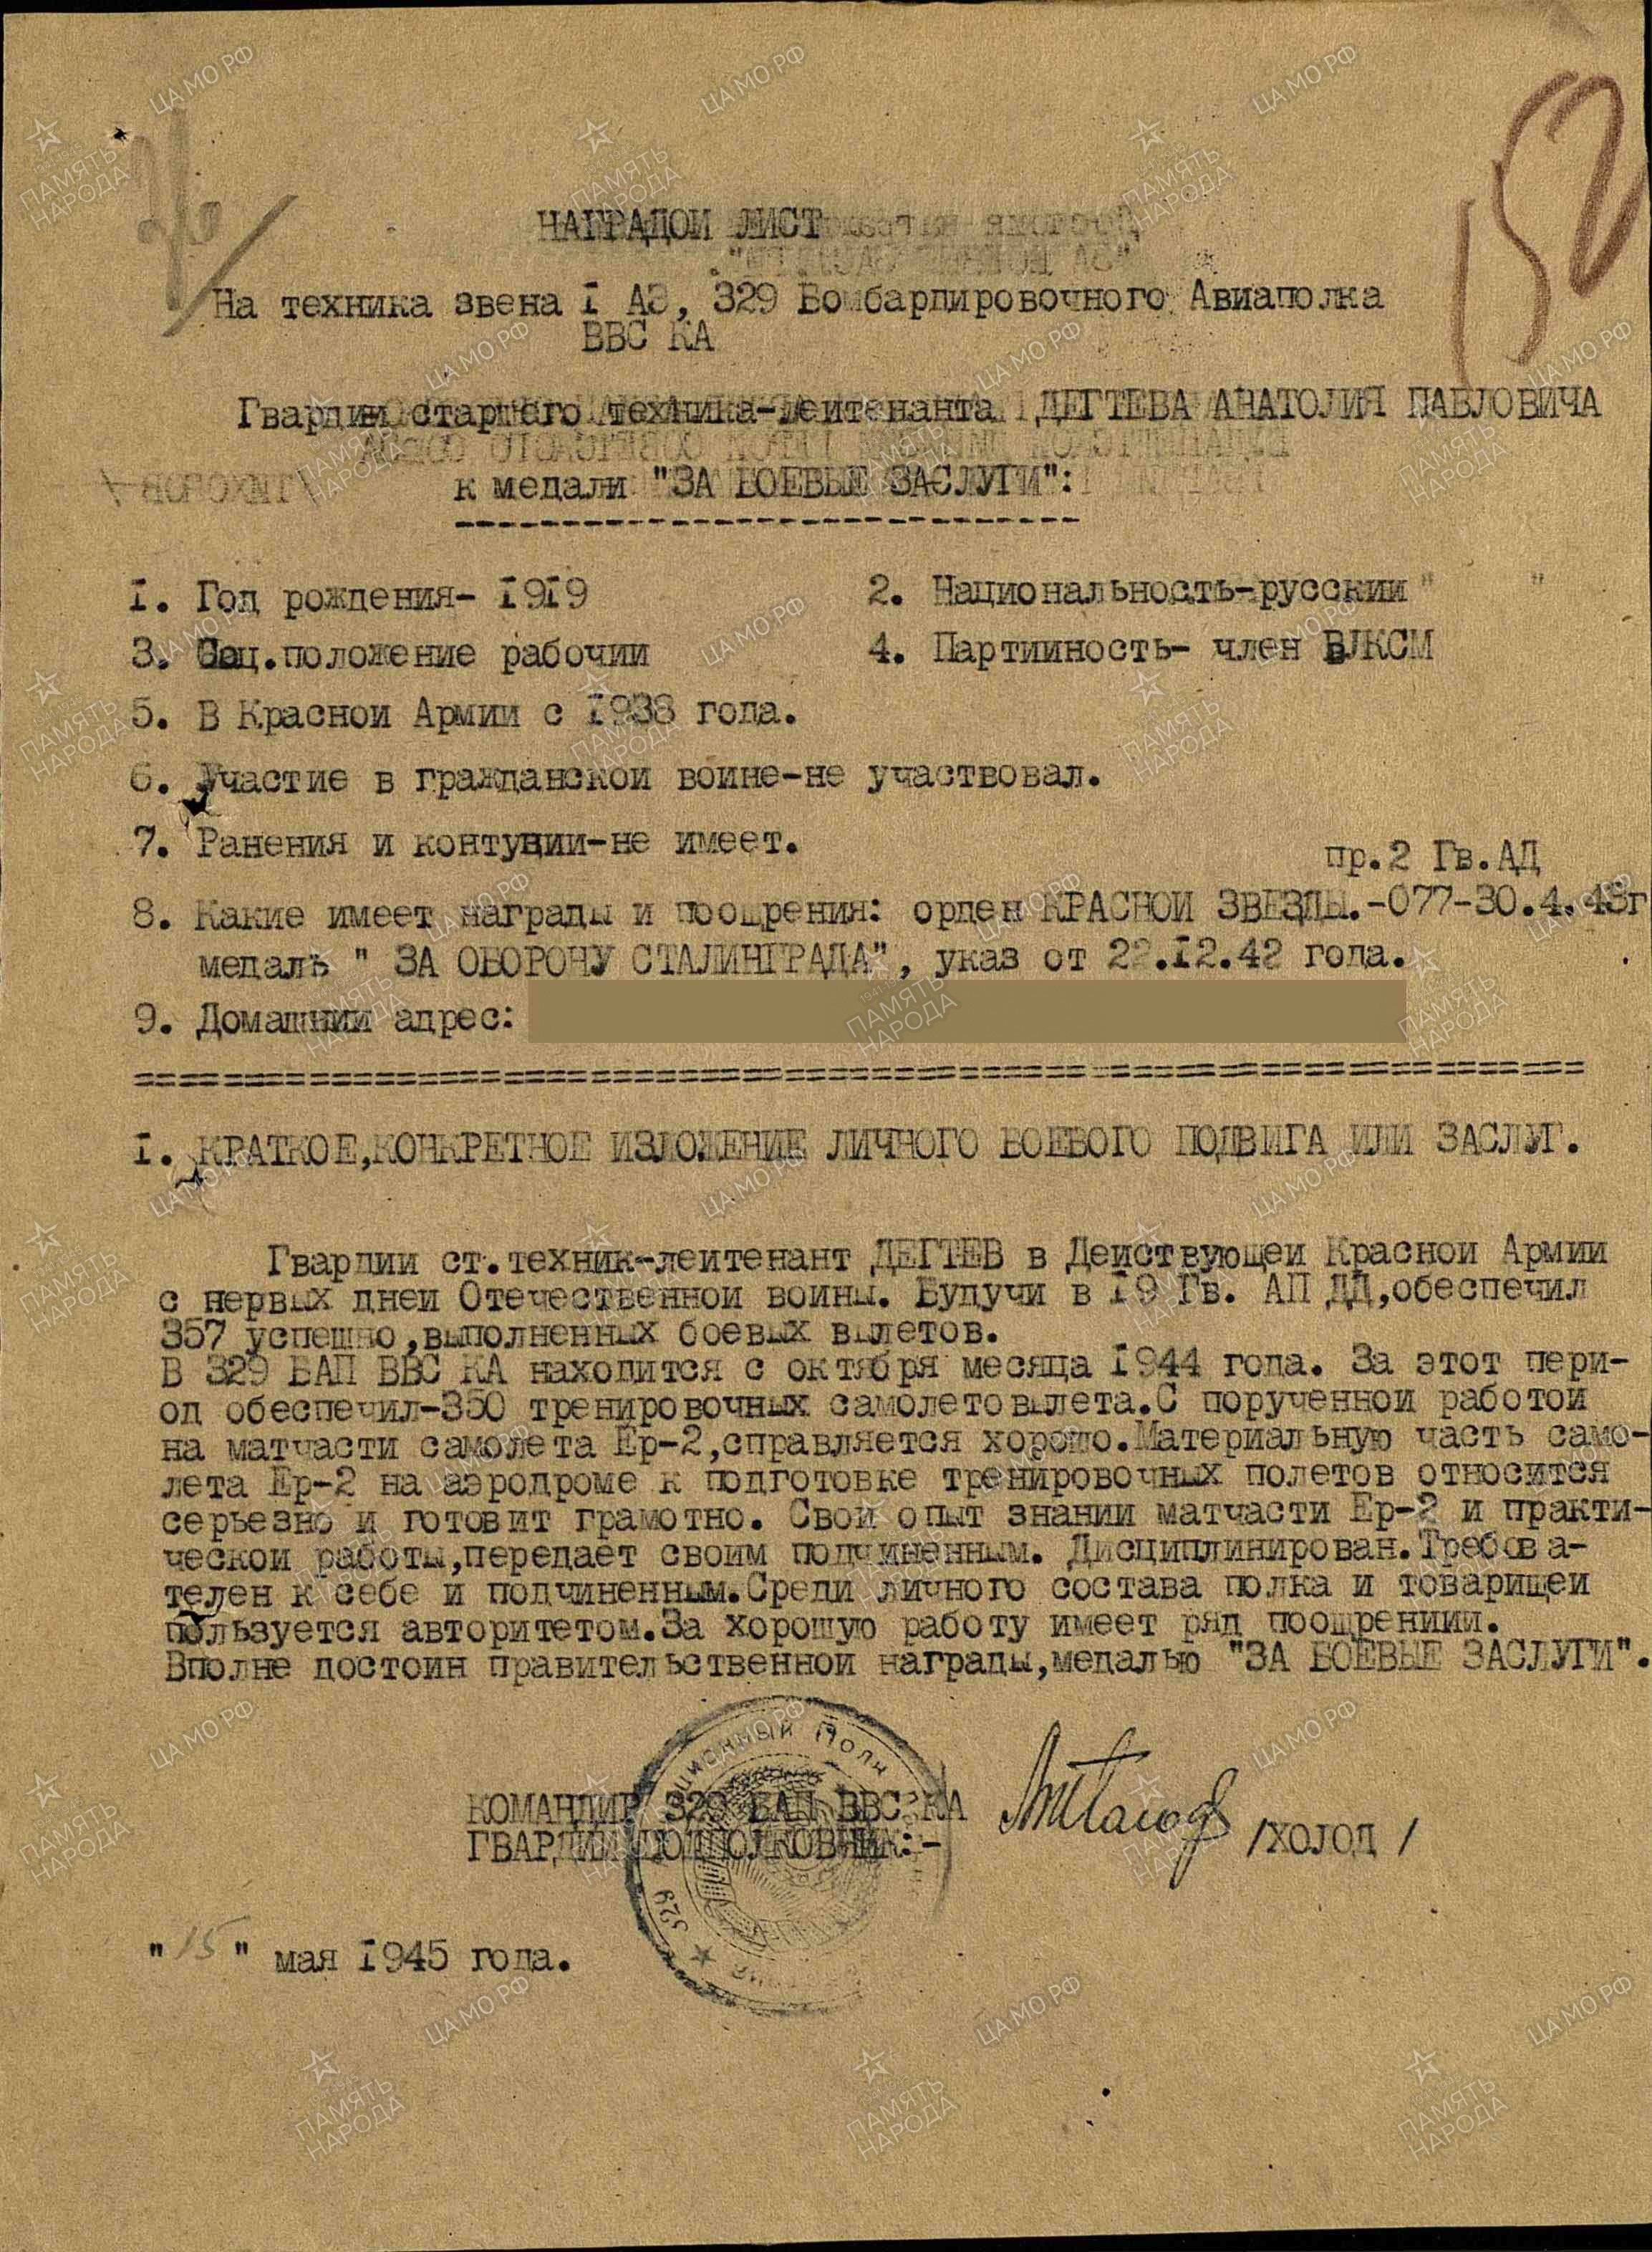 НАГРАДОЙ ЛИСТ
На техника звена I АЭ, 329 Бомбардировочного Авиаполка
ВВС КА
Гвардии старшего техника-лейтенанта ДЕГТЕВА АНАТОЛИЯ ПАВЛОВИЧА
к медали "ЗА БОЕВЫЕ ЗАСЛУГИ":
I. Год рождения- I9I9
2. Национальность-русский
3. Соц.положение рабочий
4. Партийность- член ВЛКСМ
5. В Красной Армии с I938 года.
6. Участие в гражданской войне-не участвовал.
7. Ранения и контузии-не имеет.
пр.2 Гв.АД
8. Какие имеет награды и поощрения: орден КРАСНОЙ ЗВЕЗДЫ.-077-30.4.43г
медаль " ЗА ОБОРОНУ СТАЛИНГРАДА", указ от 22.I2.42 года.
9. Домашний адрес:
I. КРАТКОЕ,КОНКРЕТНОЕ ИЗЛОЖЕНИЕ ЛИЧНОГО БОЕВОГО ПОДВИГА ИЛИ ЗАСЛУГ.
Гвардии ст.техник-лейтенант ДЕГТЕВ в Действующей Красной Армии
с первых дней Отечественной войны. Будучи в I9 Гв. АП ДД,обеспечил
357 успешно,выполненных боевых вылетов.
В 329 БАП ВВС КА находится с октября месяца I944 года. За этот пери-
од обеспечил-350 тренировочных самолетовылета.С порученной работой
на матчасти самолета Ер-2,справляется хорошо.Материальную часть само-
лета Ер-2 на аэродроме к подготовке тренировочных полетов относится
серьезно и готовит грамотно. Свой опыт знании матчасти Ер-2 и практи-
ческой работы,передает своим подчиненным. Дисциплинирован.Требова-
телен к себе и подчиненным.Среди личного состава полка и товарищей
пользуется авторитетом.За хорошую работу имеет ряд поощрениий.
Вполне достоин правительственной награды,медалью "ЗА БОЕВЫЕ ЗАСЛУГИ".
КОМАНДИР 329 БАП ВВС КА
ГВАРДИИ ПОДПОЛКОВНИК:-
/ХОЛОД /
" 15 " мая I945 года.